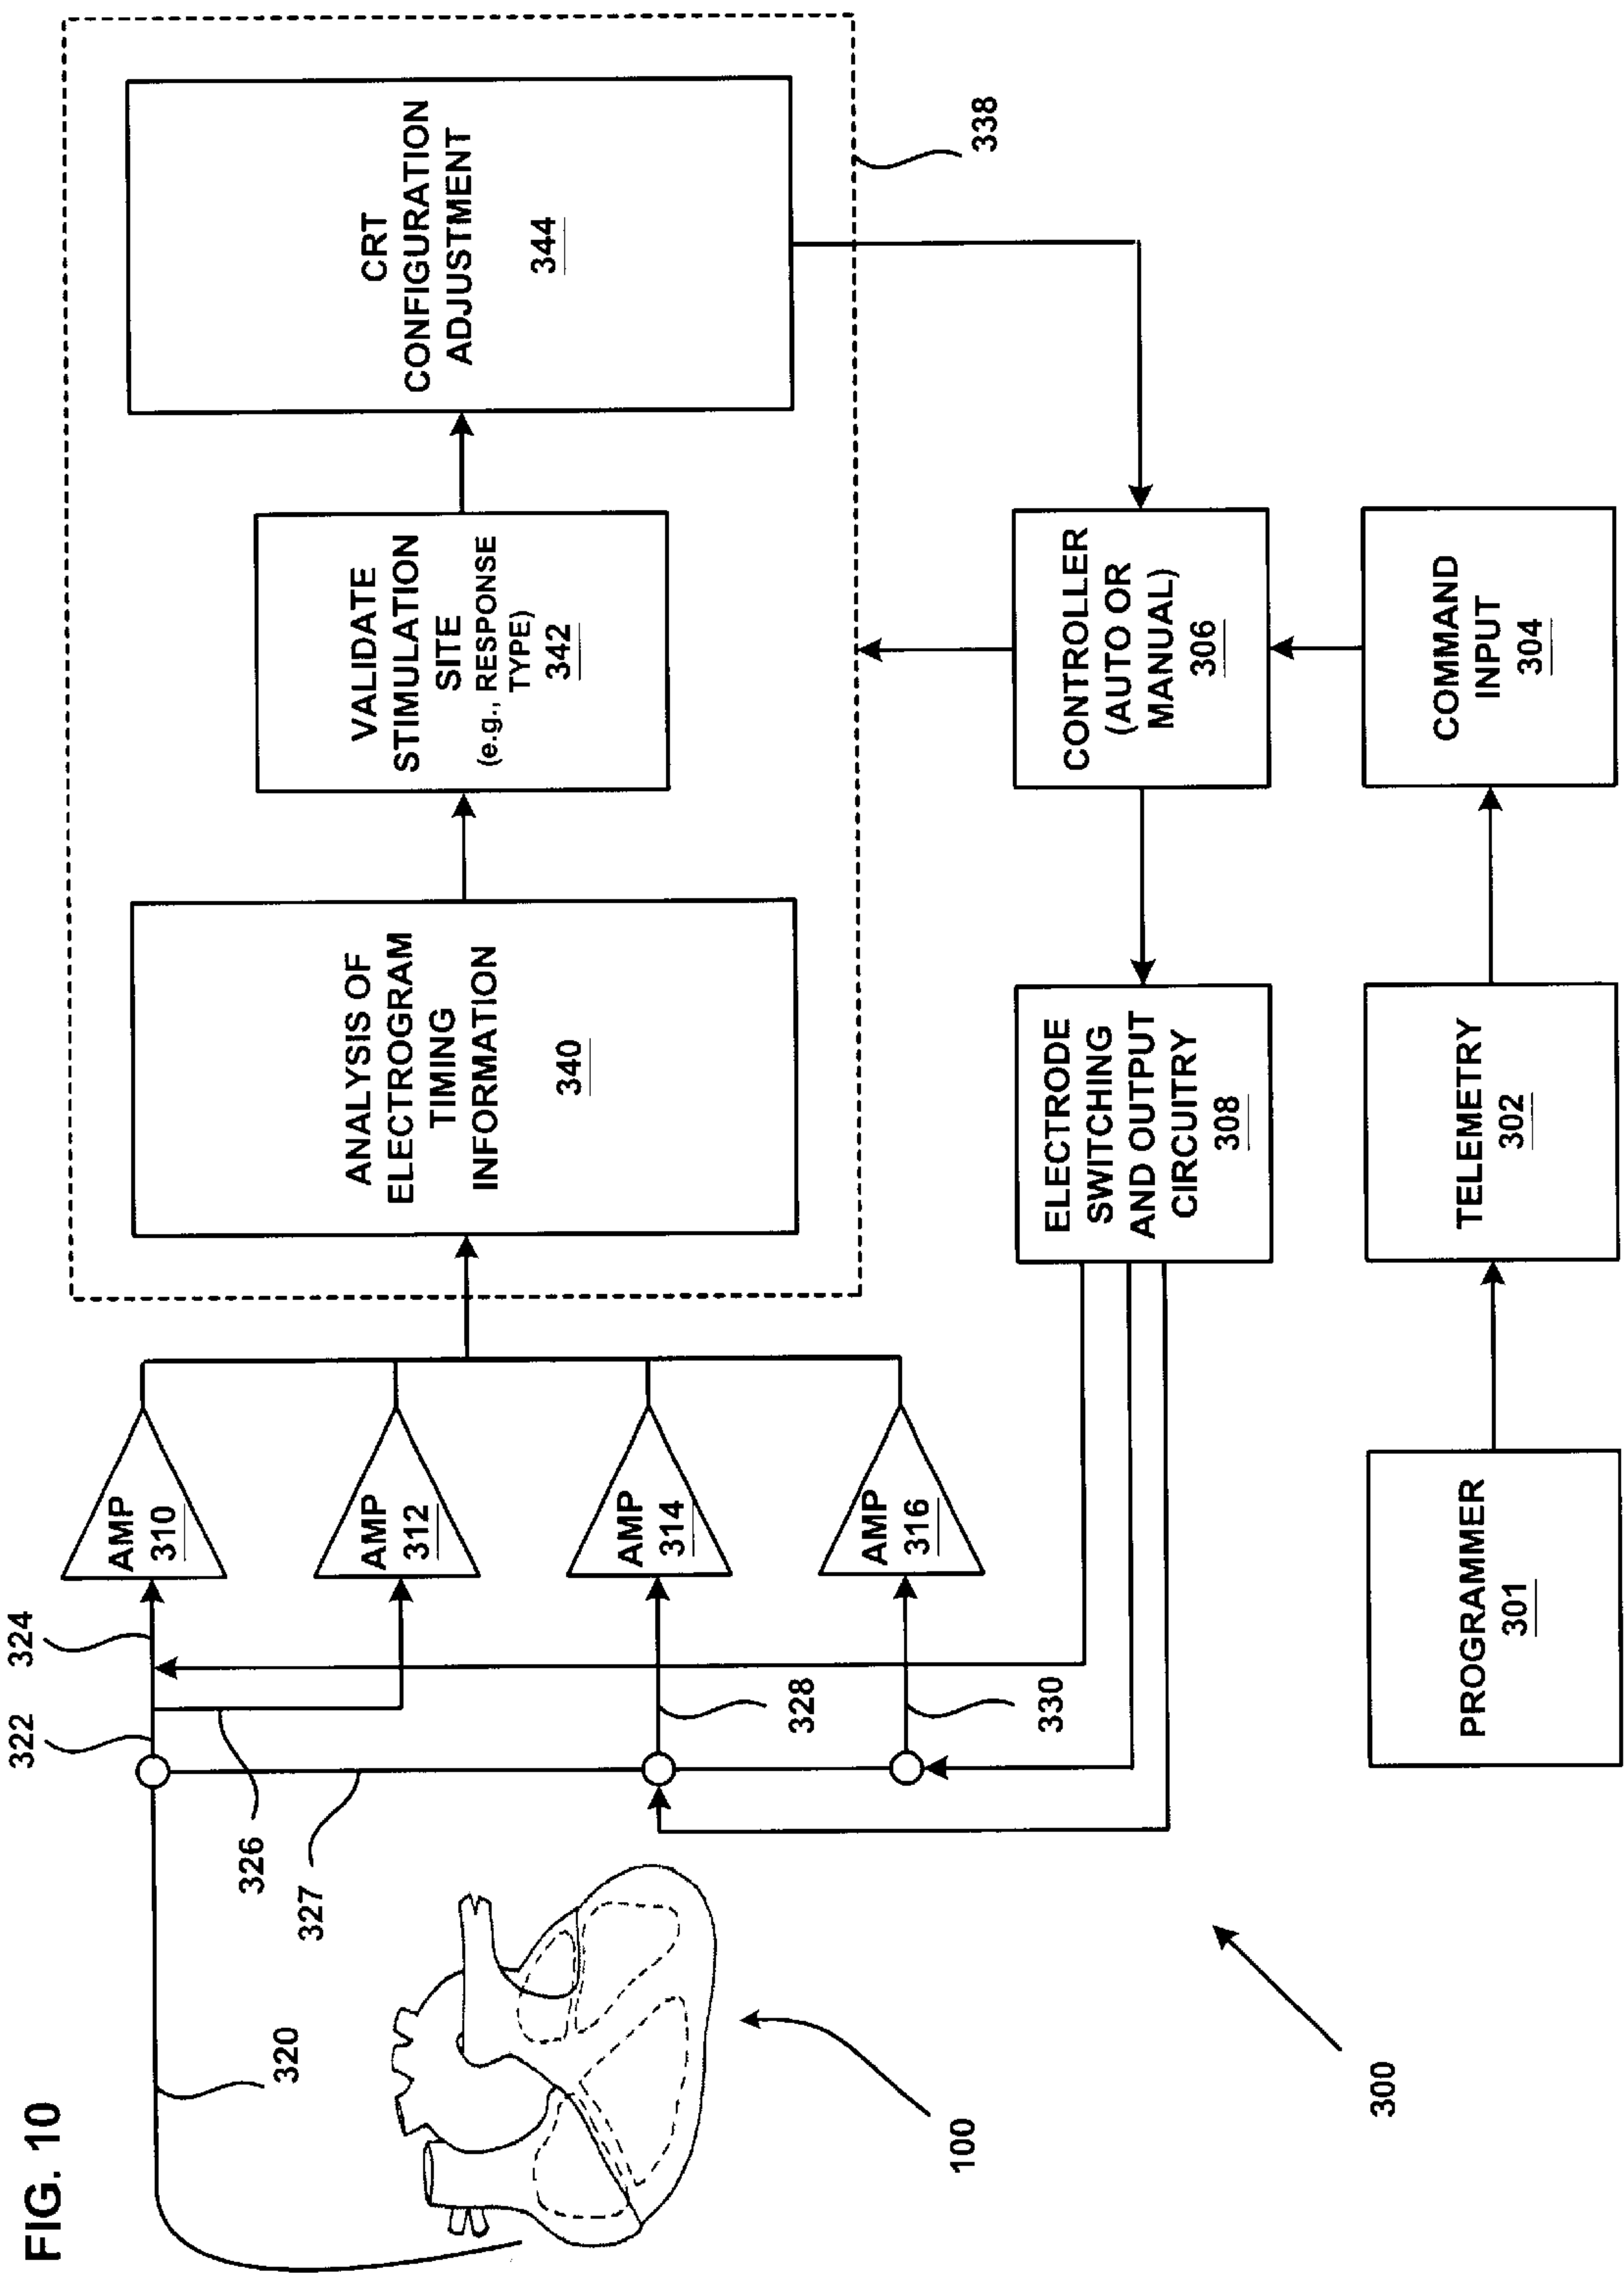 FIG. 10
320
322
324
326
327
328
330
AMP
310
AMP
312
AMP
314
AMP
316
100
300
ANALYSIS OF
ELECTROGRAM
TIMING
INFORMATION
340
VALIDATE
STIMULATION
SITE
(e.g., RESPONSE
TYPE)
342
CRT
CONFIGURATION
ADJUSTMENT
344
338
ELECTRODE
SWITCHING
AND OUTPUT
CIRCUITRY
308
CONTROLLER
(AUTO OR
MANUAL)
306
PROGRAMMER
301
TELEMETRY
302
COMMAND
INPUT
304